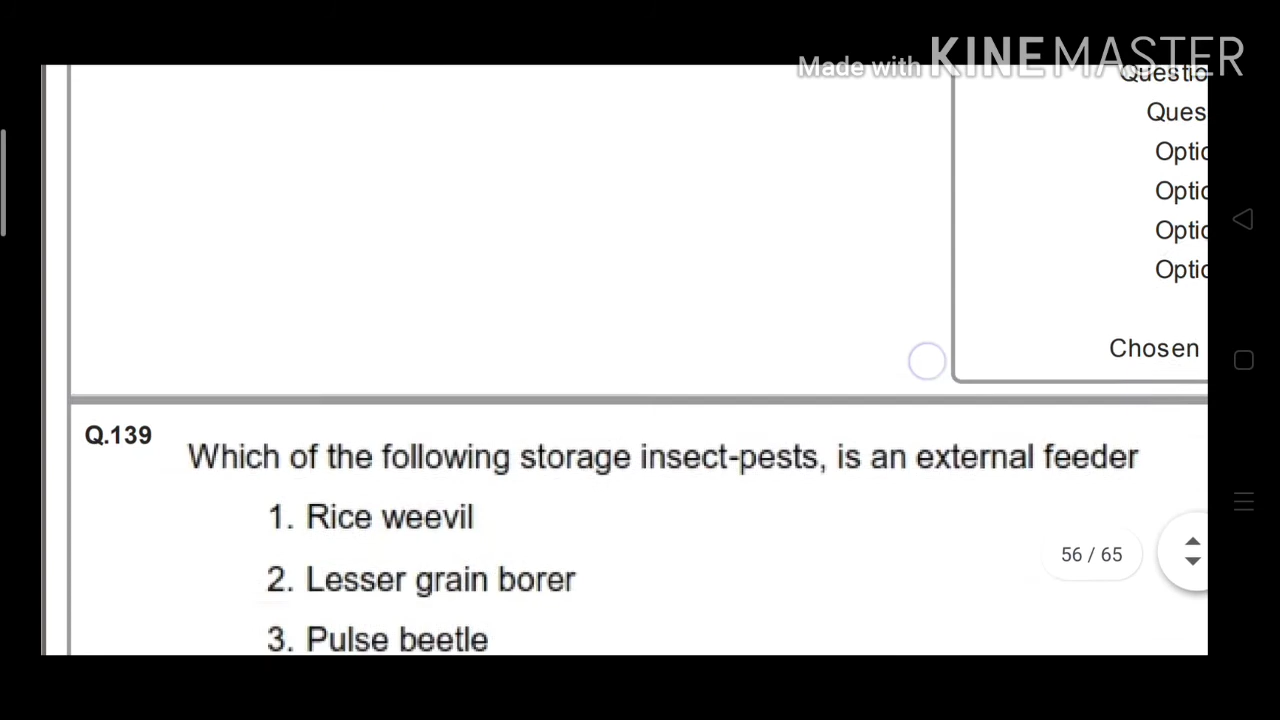 Made with KINEMASTER
Questio
Ques
Optic
Optic
Optic
Optic
Chosen
Q.139
Which of the following storage insect-pests, is an external feeder
1. Rice weevil
56 / 65
2. Lesser grain borer
3. Pulse beetle